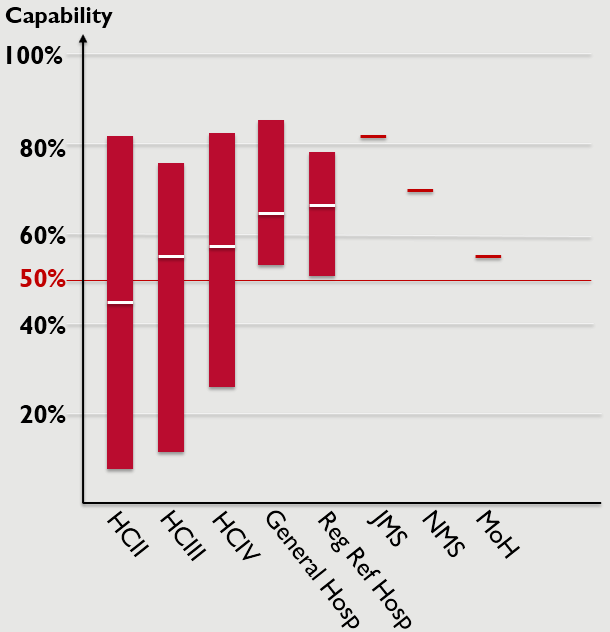 Capability
100%
80%
60%
50%
40%
20%
HCII
HCIII
HCIV
General Hosp
Reg Ref Hosp
JMS
NMS
MoH